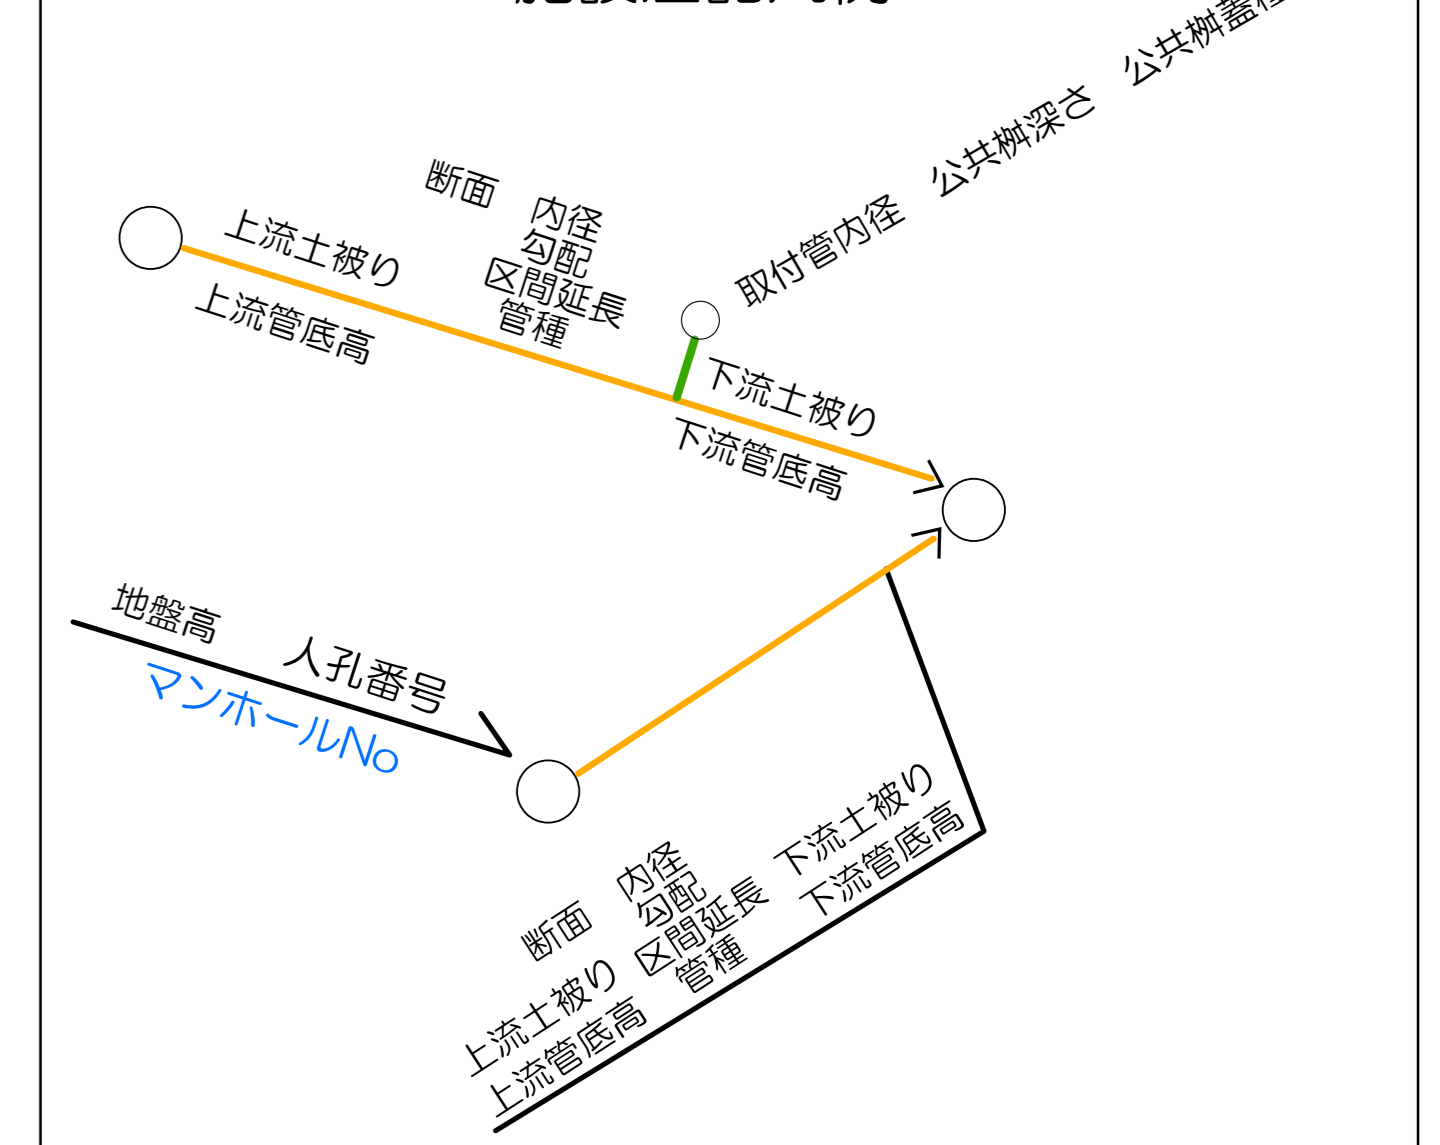 取付管内径 公共桝深さ 公共桝蓋種
断面 内径
勾配
区間延長
管種
上流土被り
上流管底高
下流土被り
下流管底高
地盤高 人孔番号
マンホールNo
断面 内径
勾配
区間延長
管種
上流土被り
上流管底高
下流土被り
下流管底高